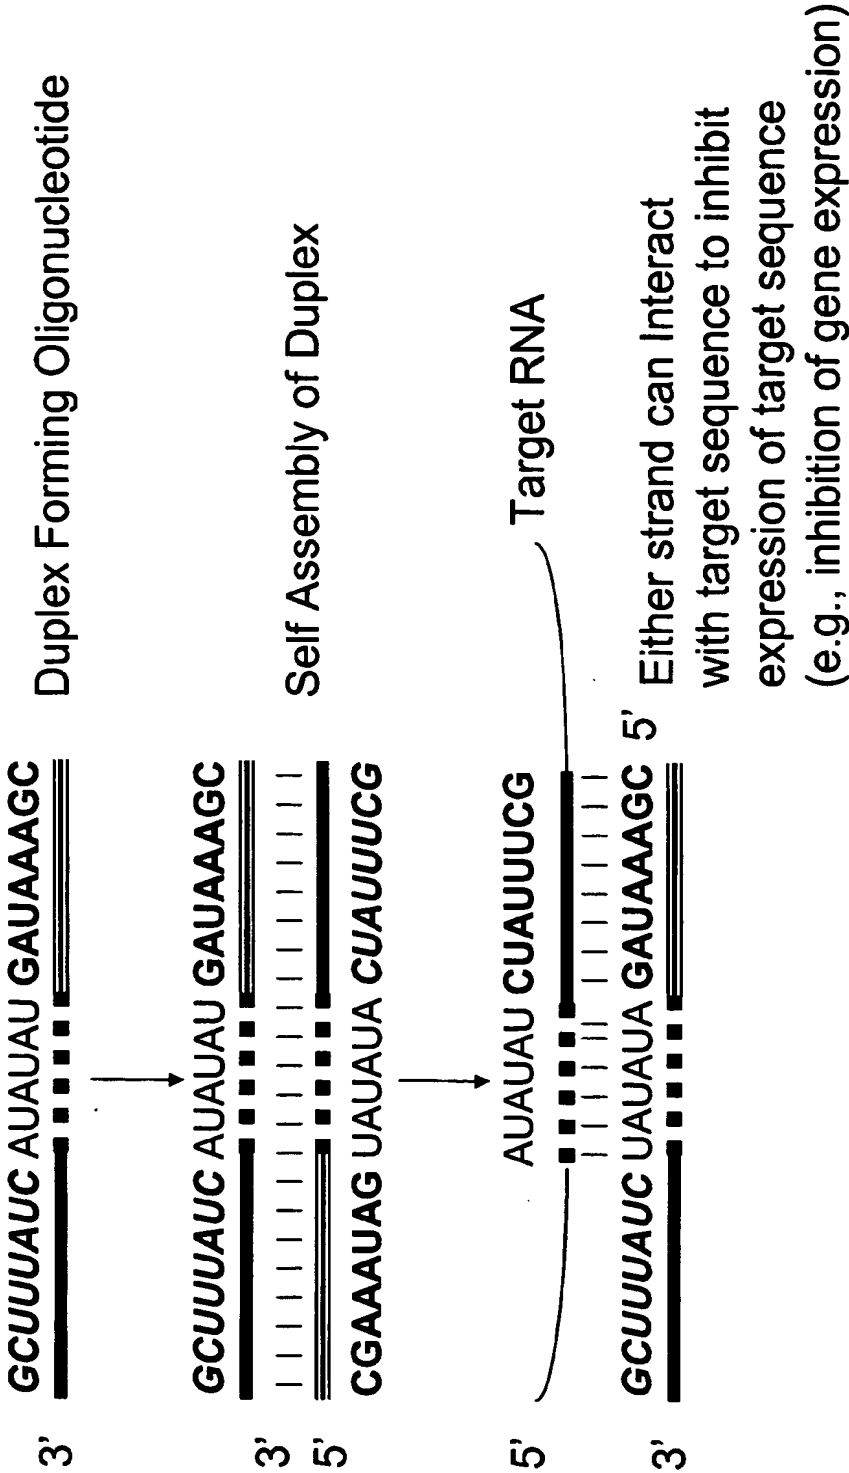 GCUUUAUC AUAUAU GAUAAAGC
3'
Duplex Forming Oligonucleotide
GCUUUAUC AUAUAU GAUAAAGC
3'
5'
CGAAAUAG UAUAUA CUAUUUCG
Self Assembly of Duplex
AUAUAU CUAUUUCG
5'
Target RNA
GCUUUAUC UAUAUA GAUAAAGC 5'
3'
Either strand can Interact
with target sequence to inhibit
expression of target sequence
(e.g., inhibition of gene expression)